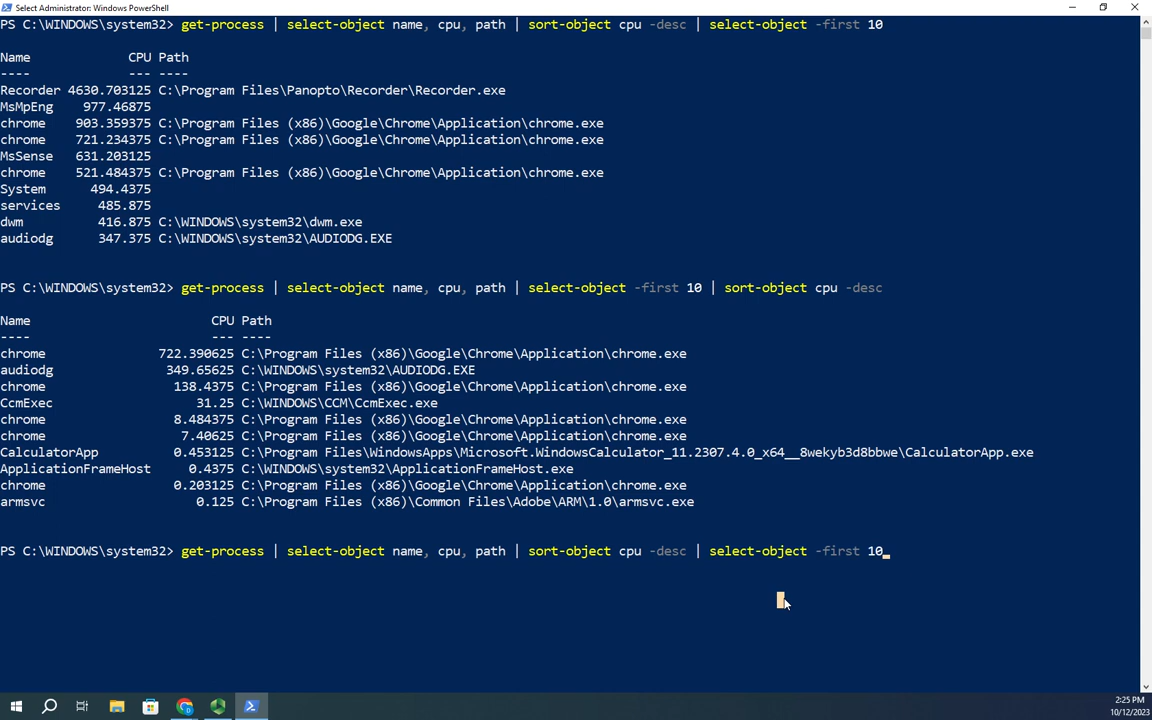 Select Administrator: Windows PowerShell
PS C:\WINDOWS\system32> get-process | select-object name, cpu, path | sort-object cpu -desc | select-object -first 10
Name CPU Path
---- --- ----
Recorder 4630.703125 C:\Program Files\Panopto\Recorder\Recorder.exe
MsMpEng 977.46875
chrome 903.359375 C:\Program Files (x86)\Google\Chrome\Application\chrome.exe
chrome 721.234375 C:\Program Files (x86)\Google\Chrome\Application\chrome.exe
MsSense 631.203125
chrome 521.484375 C:\Program Files (x86)\Google\Chrome\Application\chrome.exe
System 494.4375
services 485.875
dwm 416.875 C:\WINDOWS\system32\dwm.exe
audiodg 347.375 C:\WINDOWS\system32\AUDIODG.EXE
PS C:\WINDOWS\system32> get-process | select-object name, cpu, path | select-object -first 10 | sort-object cpu -desc
Name CPU Path
---- --- ----
chrome 722.390625 C:\Program Files (x86)\Google\Chrome\Application\chrome.exe
audiodg 349.65625 C:\WINDOWS\system32\AUDIODG.EXE
chrome 138.4375 C:\Program Files (x86)\Google\Chrome\Application\chrome.exe
CcmExec 31.25 C:\WINDOWS\CCM\CcmExec.exe
chrome 8.484375 C:\Program Files (x86)\Google\Chrome\Application\chrome.exe
chrome 7.40625 C:\Program Files (x86)\Google\Chrome\Application\chrome.exe
CalculatorApp 0.453125 C:\Program Files\WindowsApps\Microsoft.WindowsCalculator_11.2307.4.0_x64__8wekyb3d8bbwe\CalculatorApp.exe
ApplicationFrameHost 0.4375 C:\WINDOWS\system32\ApplicationFrameHost.exe
chrome 0.203125 C:\Program Files (x86)\Google\Chrome\Application\chrome.exe
armsvc 0.125 C:\Program Files (x86)\Common Files\Adobe\ARM\1.0\armsvc.exe
PS C:\WINDOWS\system32> get-process | select-object name, cpu, path | sort-object cpu -desc | select-object -first 10
2:25 PM
10/12/2023